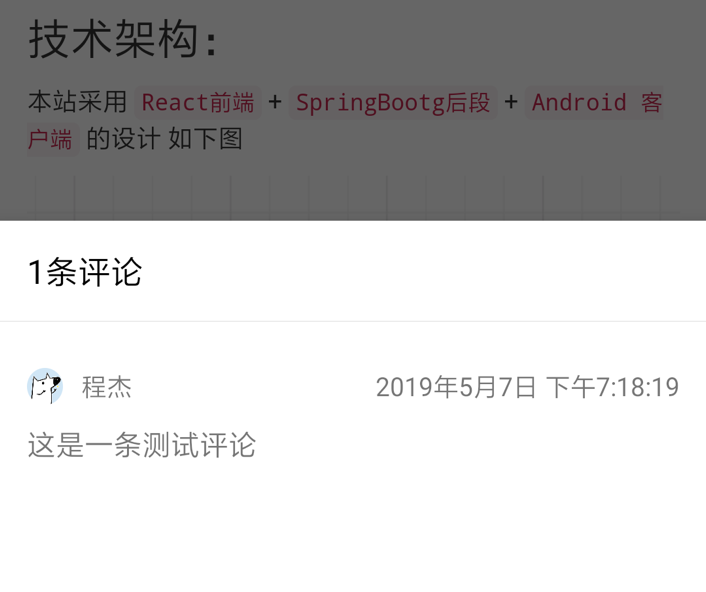 技术架构:
本站采用 React前端 + SpringBootg后段 + Android 客
户端 的设计 如下图
1条评论
程杰 2019年5月7日 下午7:18:19
这是一条测试评论